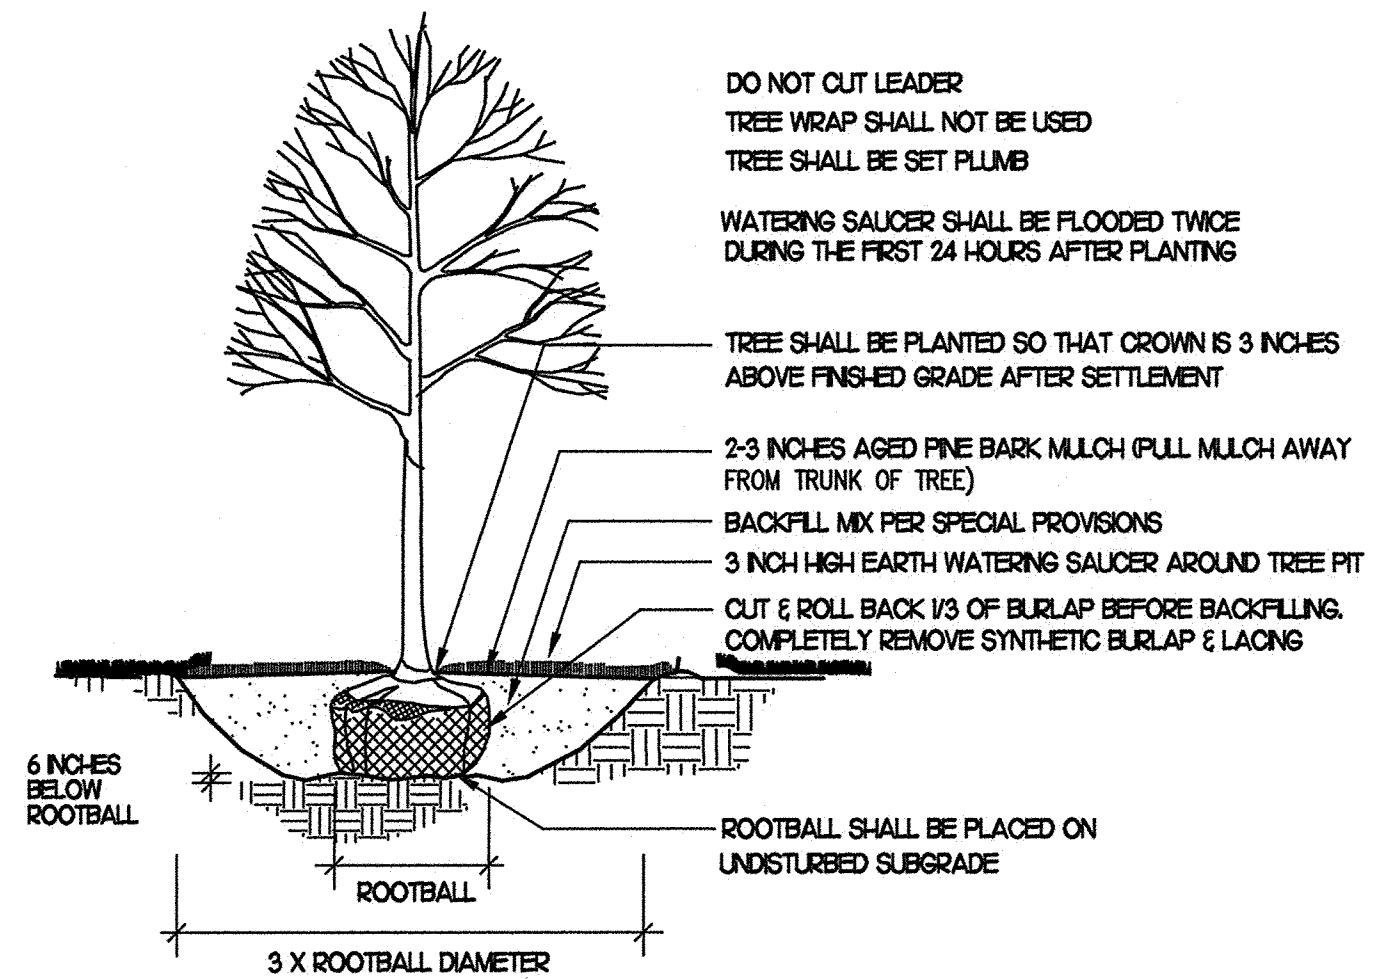 DO NOT CUT LEADER
TREE WRAP SHALL NOT BE USED
TREE SHALL BE SET PLUMB
WATERING SAUCER SHALL BE FLOODED TWICE
DURING THE FIRST 24 HOURS AFTER PLANTING
TREE SHALL BE PLANTED SO THAT CROWN IS 3 INCHES
ABOVE FINISHED GRADE AFTER SETTLEMENT
2-3 INCHES AGED PINE BARK MULCH (PULL MULCH AWAY
FROM TRUNK OF TREE)
BACKFILL MIX PER SPECIAL PROVISIONS
3 INCH HIGH EARTH WATERING SAUCER AROUND TREE PIT
CUT & ROLL BACK 1/3 OF BURLAP BEFORE BACKFILLING.
COMPLETELY REMOVE SYNTHETIC BURLAP & LACING
6 INCHES
BELOW
ROOTBALL
ROOTBALL SHALL BE PLACED ON
UNDISTURBED SUBGRADE
ROOTBALL
3 X ROOTBALL DIAMETER